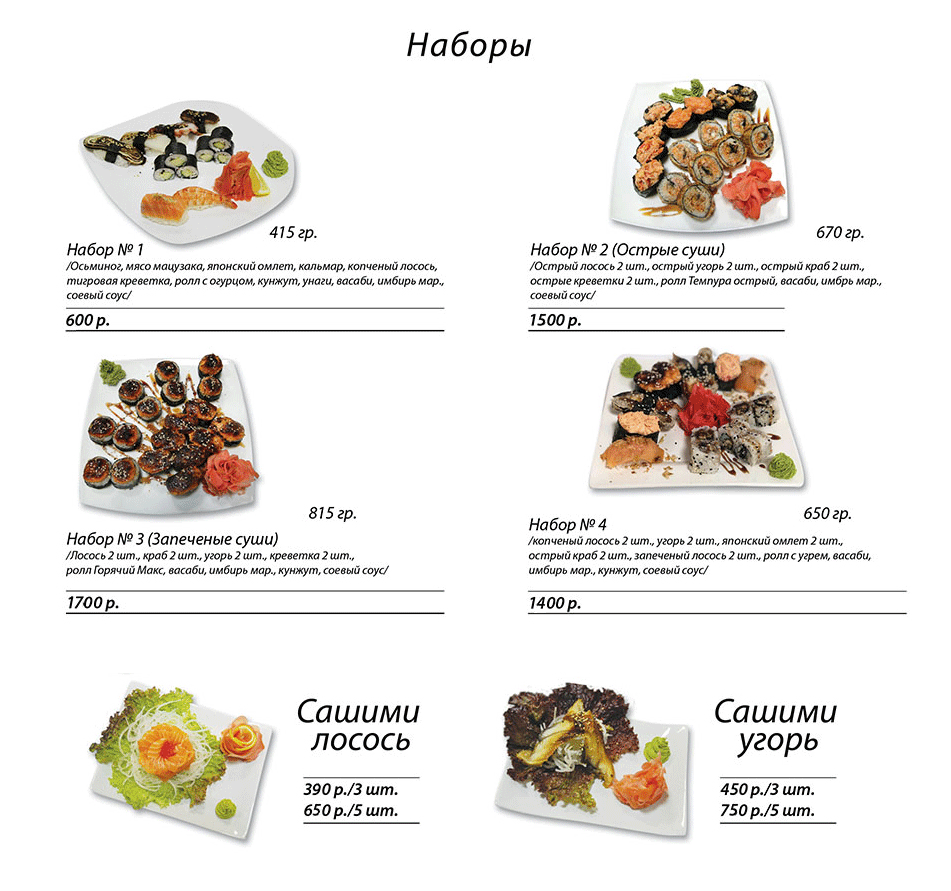 Наборы
415 гр.
Набор № 1
/Осьминог, мясо мацузака, японский омлет, кальмар, копченый лосось,
тигровая креветка, ролл с огурцом, кунжут, унаги, васаби, имбирь мар.,
соевый соус/
600 р.
670 гр.
Набор № 2 (Острые суши)
/Острый лосось 2 шт., острый угорь 2 шт., острый краб 2 шт.,
острые креветки 2 шт., ролл Темпура острый, васаби, имбрь мар.,
соевый соус/
1500 р.
815 гр.
Набор № 3 (Запеченые суши)
/Лосось 2 шт., краб 2 шт., угорь 2 шт., креветка 2 шт.,
ролл Горячий Макс, васаби, имбирь мар., кунжут, соевый соус/
1700 р.
650 гр.
Набор № 4
/копченый лосось 2 шт., угорь 2 шт., японский омлет 2 шт.,
острый краб 2 шт., запеченый лосось 2 шт., ролл с угрем, васаби,
имбирь мар., кунжут, соевый соус/
1400 р.
Сашими
лосось
390 р./3 шт.
650 р./5 шт.
Сашими
угорь
450 р./3 шт.
750 р./5 шт.